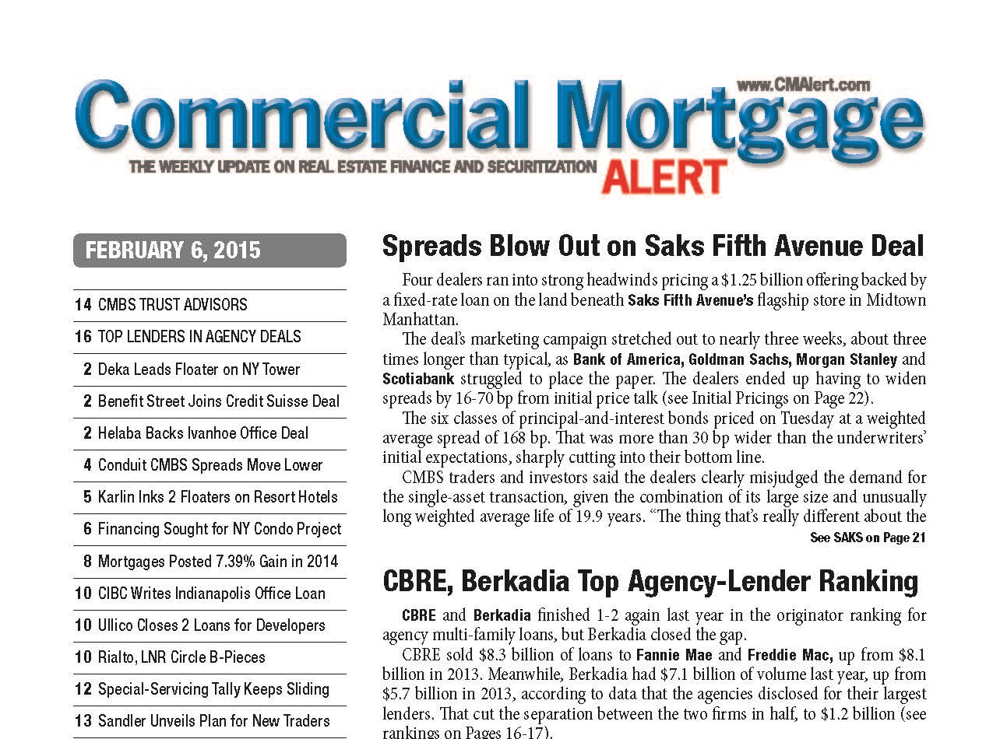 www.CMAlert.com
Commercial Mortgage
THE WEEKLY UPDATE ON REAL ESTATE FINANCE AND SECURITIZATION
ALERT
FEBRUARY 6, 2015
14 CMBS TRUST ADVISORS
16 TOP LENDERS IN AGENCY DEALS
2 Deka Leads Floater on NY Tower
2 Benefit Street Joins Credit Suisse Deal
2 Helaba Backs Ivanhoe Office Deal
4 Conduit CMBS Spreads Move Lower
5 Karlin Inks 2 Floaters on Resort Hotels
6 Financing Sought for NY Condo Project
8 Mortgages Posted 7.39% Gain in 2014
10 CIBC Writes Indianapolis Office Loan
10 Ullico Closes 2 Loans for Developers
10 Rialto, LNR Circle B-Pieces
12 Special-Servicing Tally Keeps Sliding
13 Sandler Unveils Plan for New Traders
Spreads Blow Out on Saks Fifth Avenue Deal
Four dealers ran into strong headwinds pricing a $1.25 billion offering backed by
a fixed-rate loan on the land beneath Saks Fifth Avenue's flagship store in Midtown
Manhattan.
The deal's marketing campaign stretched out to nearly three weeks, about three
times longer than typical, as Bank of America, Goldman Sachs, Morgan Stanley and
Scotiabank struggled to place the paper. The dealers ended up having to widen
spreads by 16-70 bp from initial price talk (see Initial Pricings on Page 22).
The six classes of principal-and-interest bonds priced on Tuesday at a weighted
average spread of 168 bp. That was more than 30 bp wider than the underwriters'
initial expectations, sharply cutting into their bottom line.
CMBS traders and investors said the dealers clearly misjudged the demand for
the single-asset transaction, given the combination of its large size and unusually
long weighted average life of 19.9 years. “The thing that's really different about the
See SAKS on Page 21
CBRE, Berkadia Top Agency-Lender Ranking
CBRE and Berkadia finished 1-2 again last year in the originator ranking for
agency multi-family loans, but Berkadia closed the gap.
CBRE sold $8.3 billion of loans to Fannie Mae and Freddie Mac, up from $8.1
billion in 2013. Meanwhile, Berkadia had $7.1 billion of volume last year, up from
$5.7 billion in 2013, according to data that the agencies disclosed for their largest
lenders. That cut the separation between the two firms in half, to $1.2 billion (see
rankings on Pages 16-17).